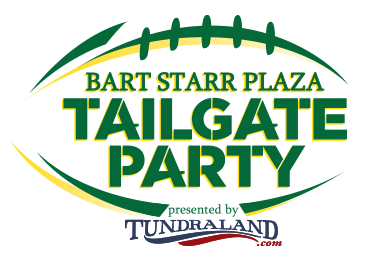 BART STARR PLAZA
TAILGATE
PARTY
presented by
TUNDRALAND
.com